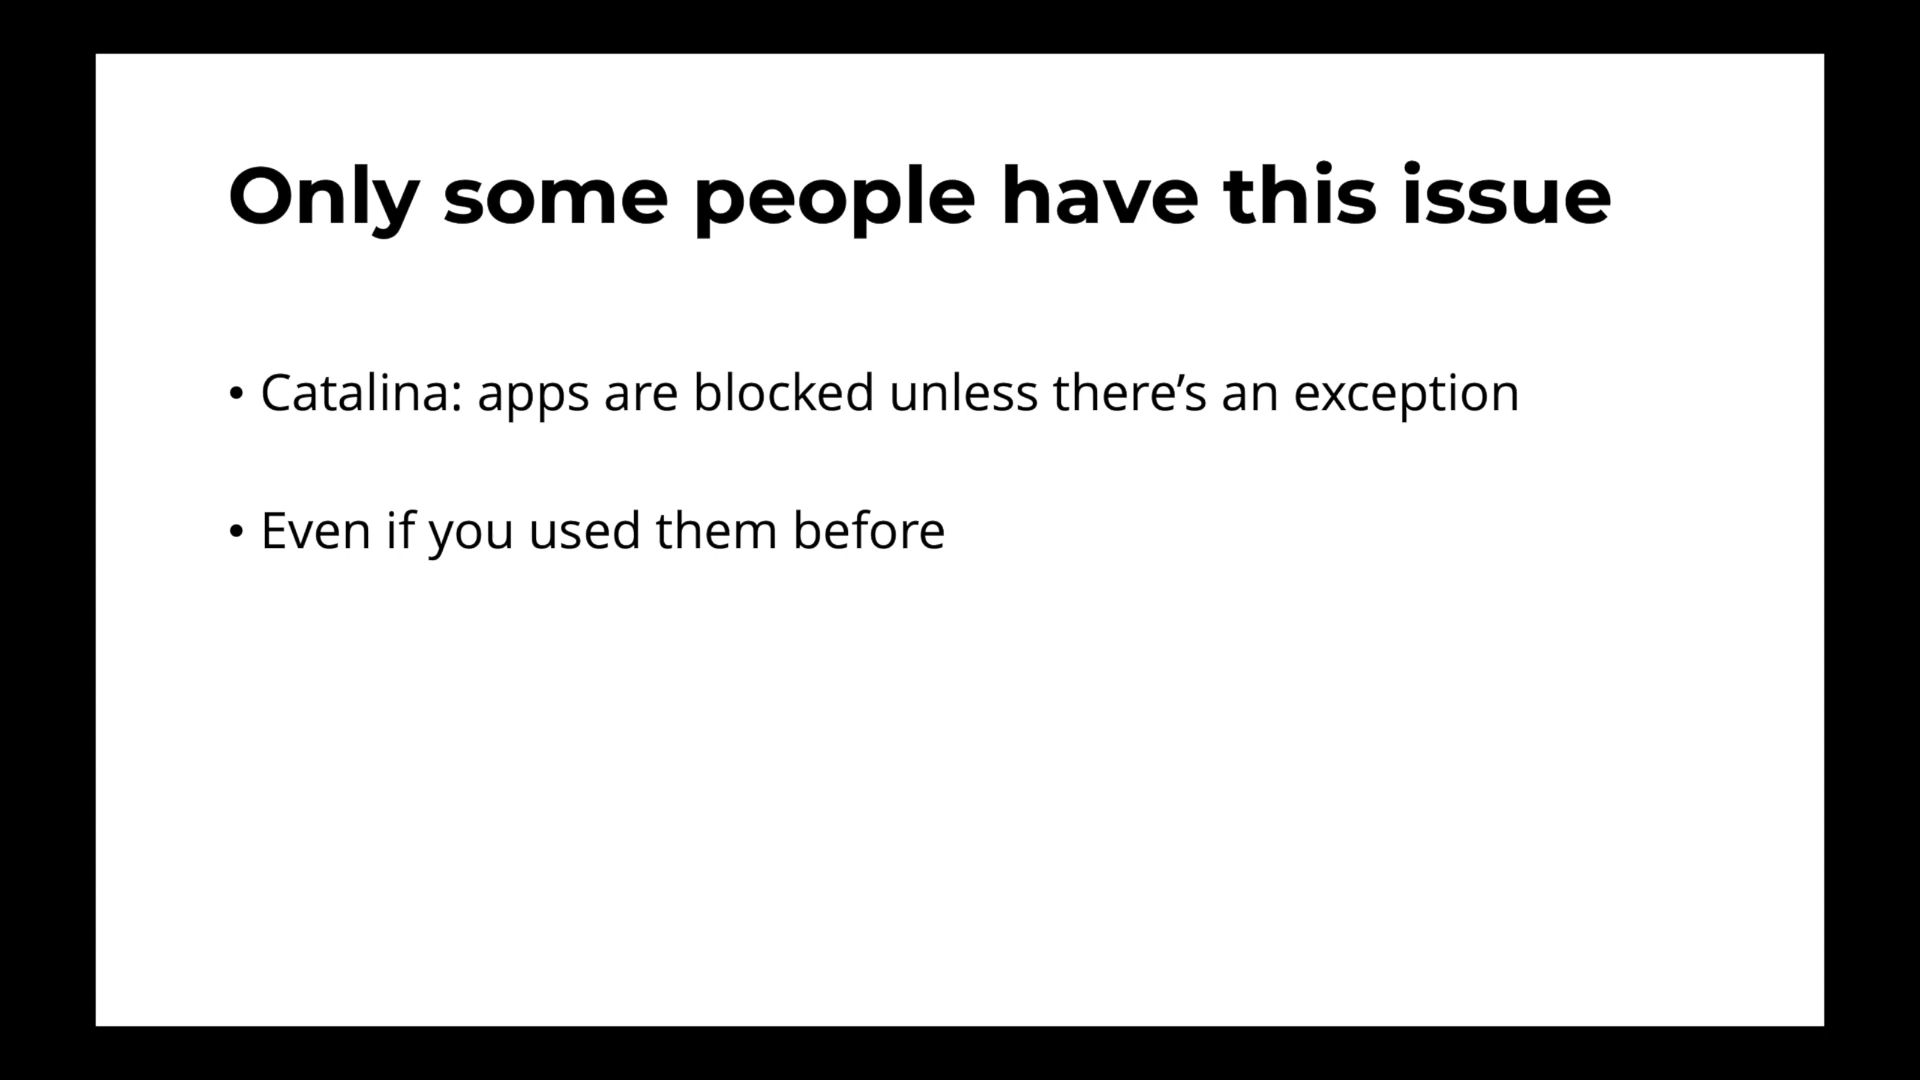 Only some people have this issue
• Catalina: apps are blocked unless there’s an exception
• Even if you used them before